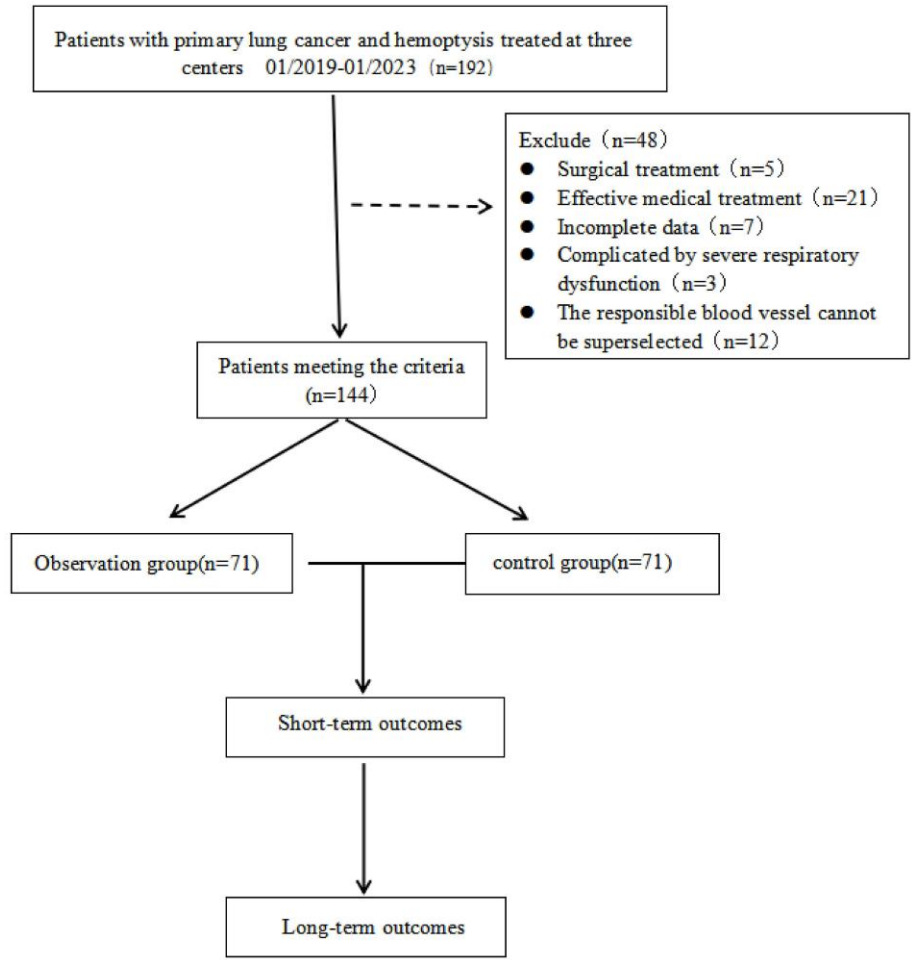 Patients with primary lung cancer and hemoptysis treated at three
centers 01/2019-01/2023（n=192）
Exclude（n=48）
● Surgical treatment（n=5）
● Effective medical treatment（n=21）
● Incomplete data（n=7）
● Complicated by severe respiratory
dysfunction（n=3）
● The responsible blood vessel cannot
be superselected（n=12）
Patients meeting the criteria
(n=144）
Observation group(n=71)
control group(n=71)
Short-term outcomes
Long-term outcomes